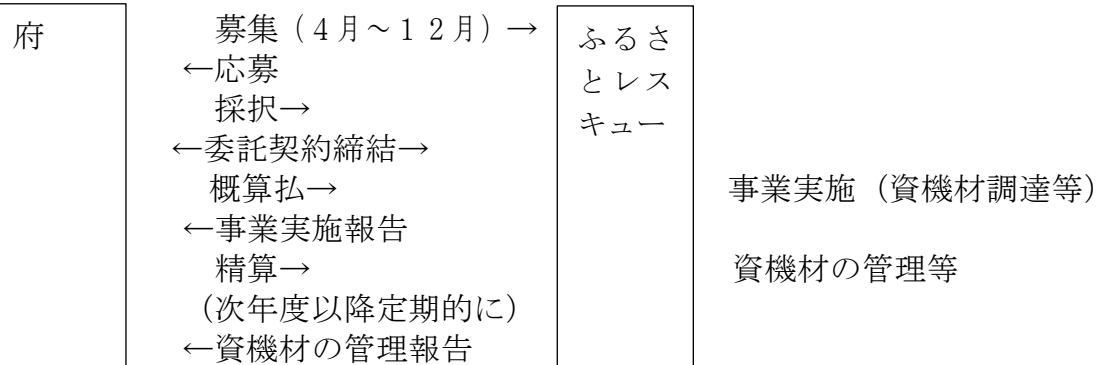 府
募集（４月～１２月）→
←応募
採択→
←委託契約締結→
概算払→
←事業実施報告
精算→
（次年度以降定期的に）
←資機材の管理報告
ふるさ
とレス
キュー
事業実施（資機材調達等）
資機材の管理等